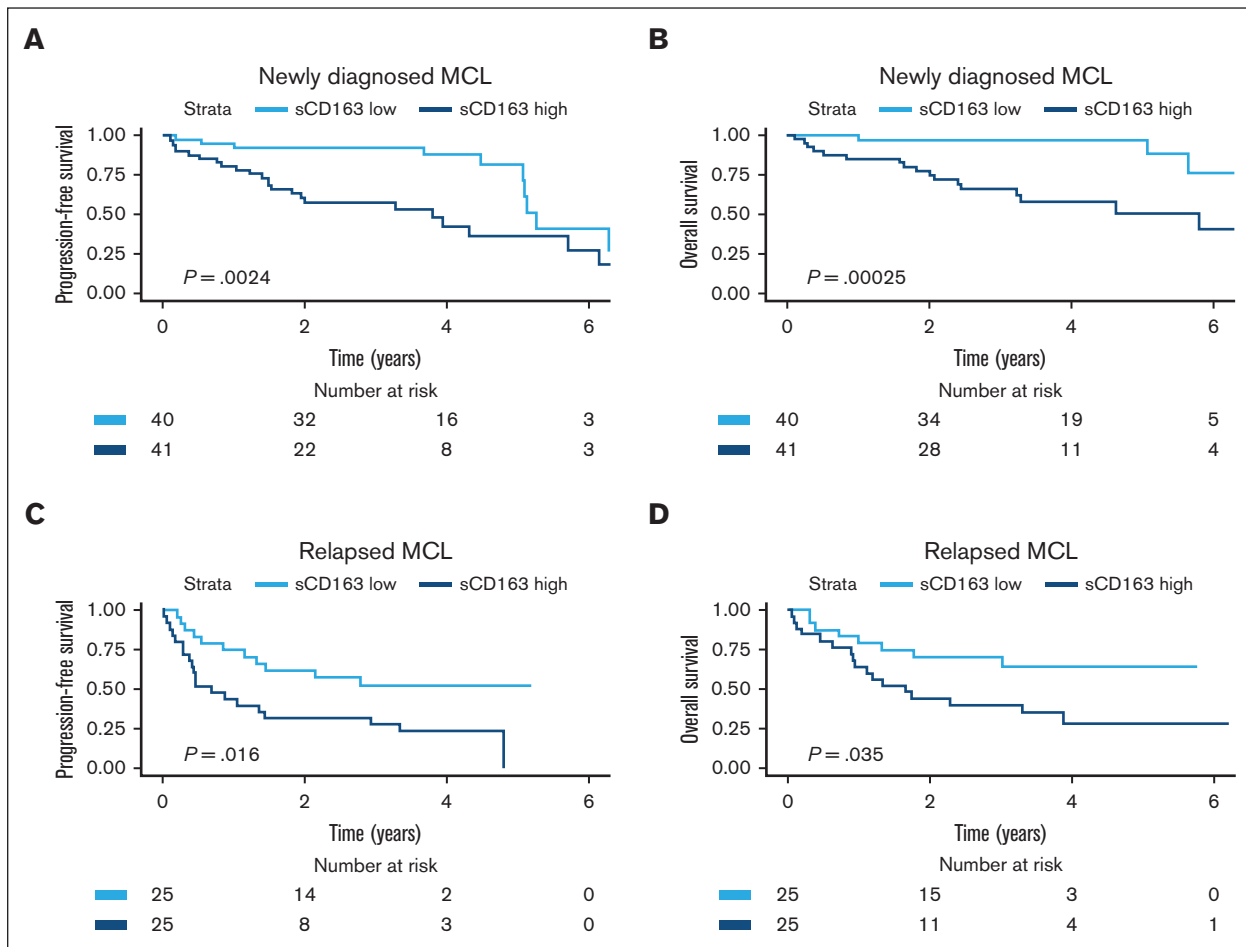 A
Newly diagnosed MCL
Strata sCD163 low sCD163 high
Progression-free survival
1.00
0.75
0.50
0.25
0.00
P = .0024
0 2 4 6
Time (years)
Number at risk
40 32 16 3
41 22 8 3
B
Newly diagnosed MCL
Strata sCD163 low sCD163 high
Overall survival
1.00
0.75
0.50
0.25
0.00
P = .00025
0 2 4 6
Time (years)
Number at risk
40 34 19 5
41 28 11 4
C
Relapsed MCL
Strata sCD163 low sCD163 high
Progression-free survival
1.00
0.75
0.50
0.25
0.00
P = .016
0 2 4 6
Time (years)
Number at risk
25 14 2 0
25 8 3 0
D
Relapsed MCL
Strata sCD163 low sCD163 high
Overall survival
1.00
0.75
0.50
0.25
0.00
P = .035
0 2 4 6
Time (years)
Number at risk
25 15 3 0
25 11 4 1